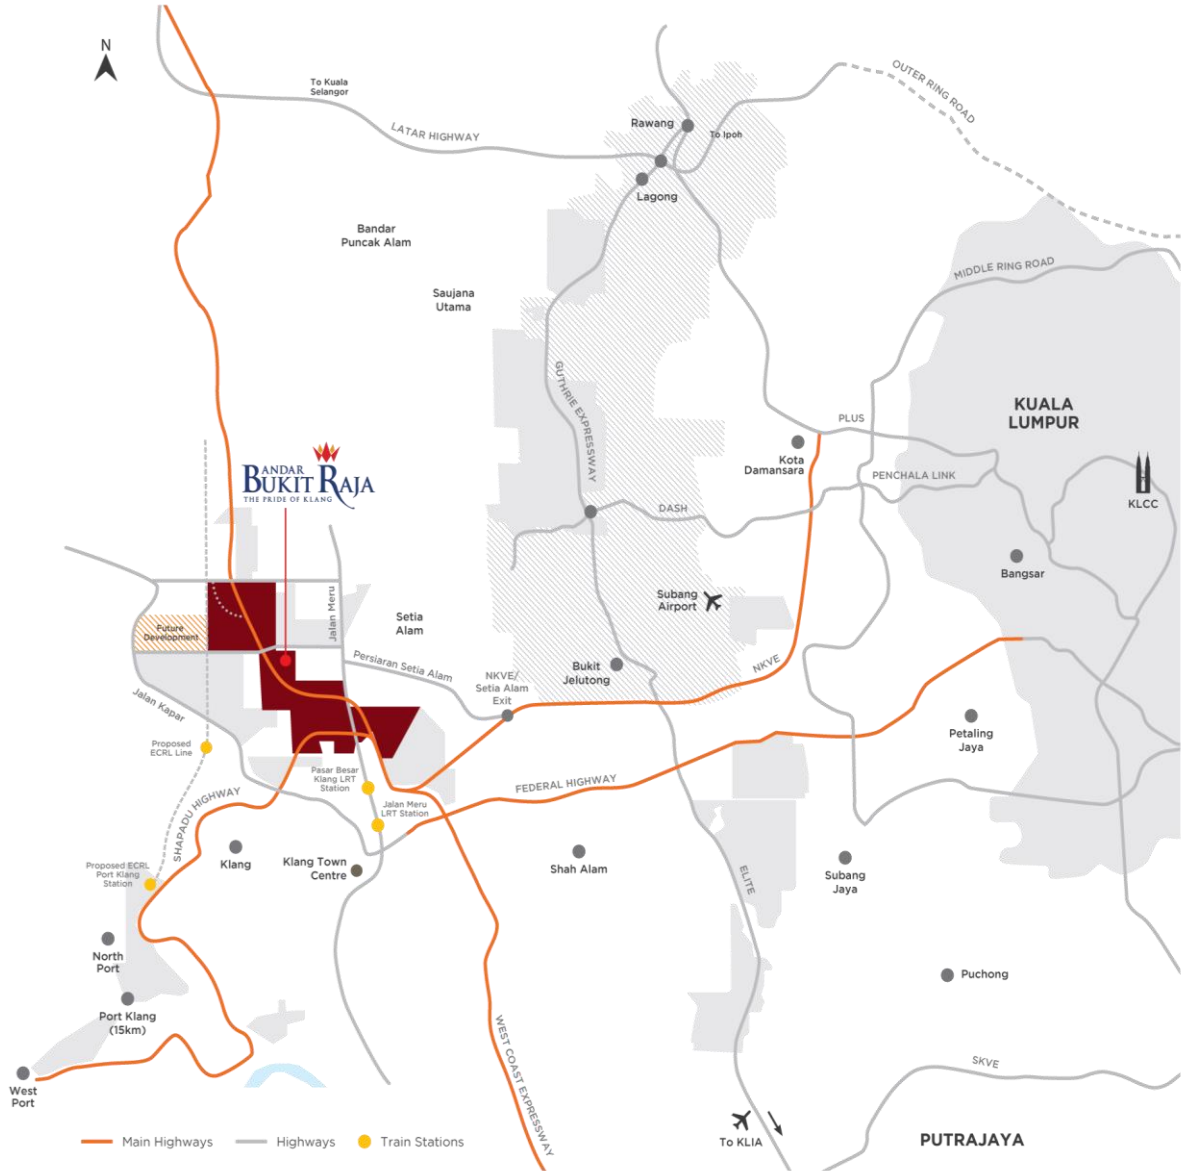 N
To Kuala
Selangor
LATAR HIGHWAY
Rawang
To Ipoh
Lagong
OUTER RING ROAD
Bandar
Puncak Alam
Saujana
Utama
MIDDLE RING ROAD
GUTHRIE EXPRESSWAY
KUALA
LUMPUR
PLUS
Kota
Damansara
PENCHALA LINK
KLCC
BANDAR
BUKIT RAJA
THE PRIDE OF KLANG
DASH
Bangsar
Subang
Airport
Jalan Meru
Setia
Alam
Future
Development
Persiaran Setia Alam
NKVE/
Setia Alam
Exit
Bukit
Jelutong
NKVE
Jalan Kapar
Petaling
Jaya
Proposed
ECRL Line
Pasar Besar
Klang LRT
Station
FEDERAL HIGHWAY
SHAPADU HIGHWAY
Jalan Meru
LRT Station
Klang
Klang Town
Centre
Proposed ECRL
Port Klang
Station
Shah Alam
ELITE
Subang
Jaya
North
Port
Puchong
Port Klang
(15km)
WEST COAST EXPRESSWAY
West
Port
SKVE
To KLIA
PUTRAJAYA
Main Highways
Highways
Train Stations